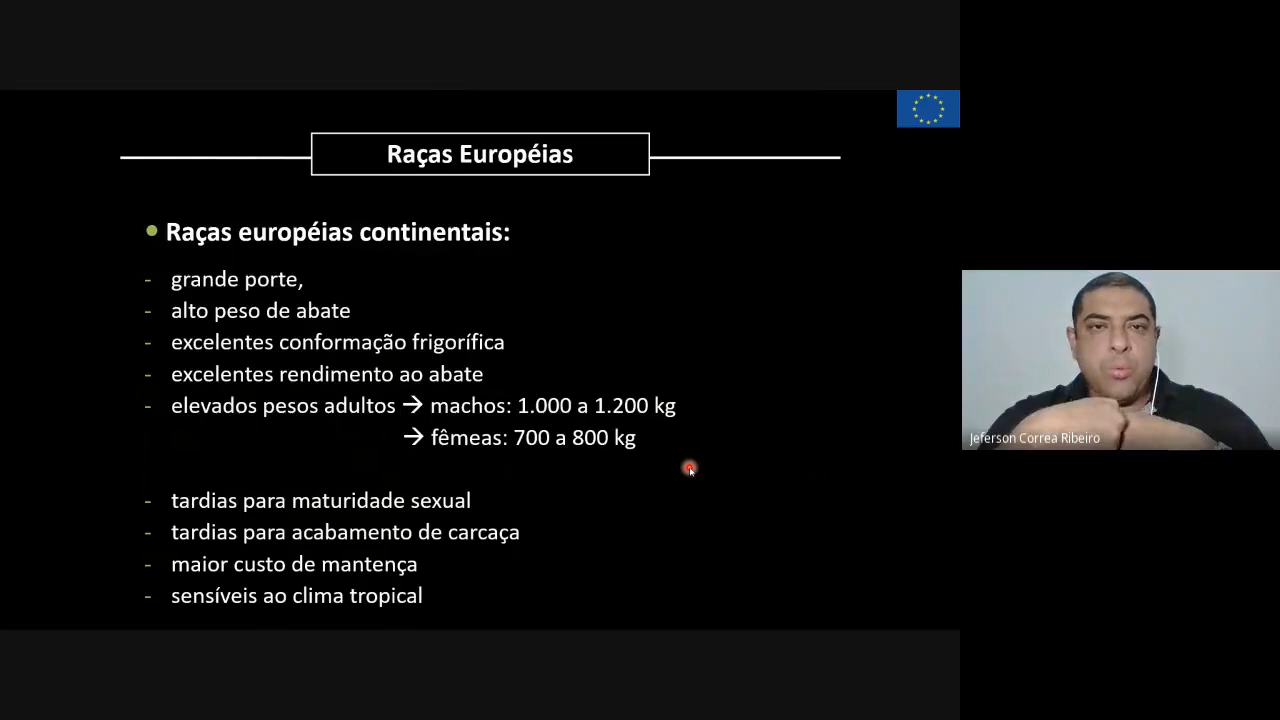 Raças Européias
Raças européias continentais:
- grande porte,
- alto peso de abate
- excelentes conformação frigorífica
- excelentes rendimento ao abate
- elevados pesos adultos → machos: 1.000 a 1.200 kg
→ fêmeas: 700 a 800 kg
- tardias para maturidade sexual
- tardias para acabamento de carcaça
- maior custo de mantença
- sensíveis ao clima tropical
Jeferson Correa Ribeiro